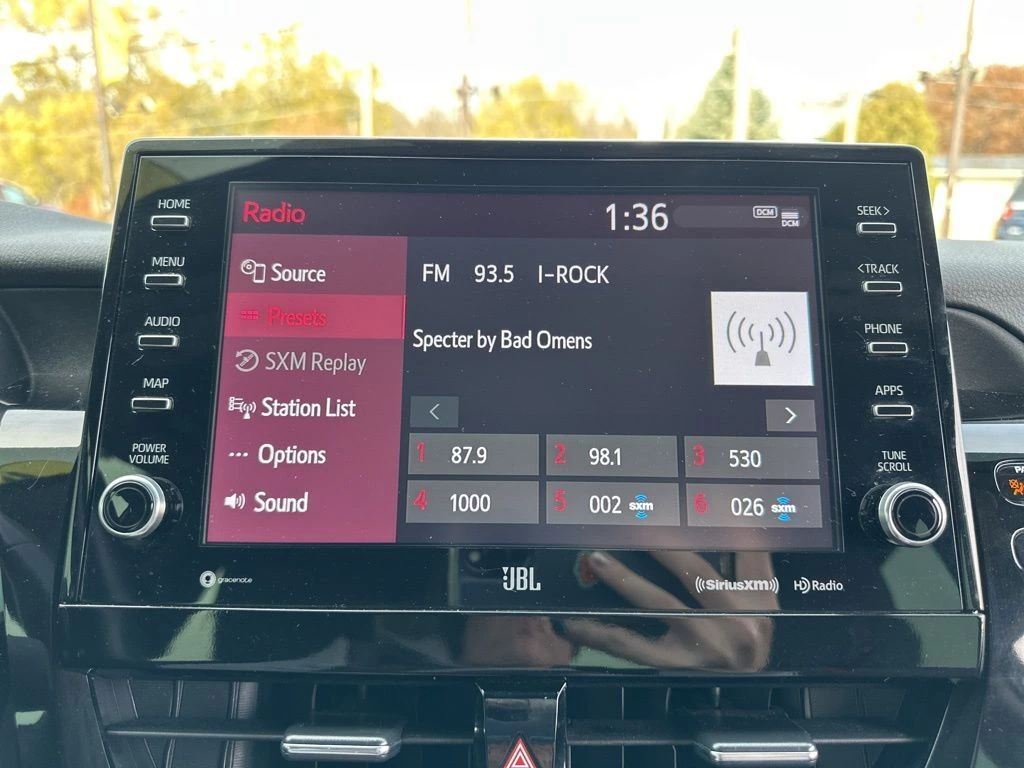 HOME
MENU
AUDIO
MAP
POWER
VOLUME
Radio
1:36
DCM
DCM
Source
Presets
SXM Replay
Station List
Options
Sound
FM 93.5 I-ROCK
Specter by Bad Omens
<
>
1 87.9
2 98.1
3 530
4 1000
5 002 sxm
6 026 sxm
SEEK>
<TRACK
PHONE
APPS
TUNE
SCROLL
gracenote
JBL
((SiriusXM))
HD Radio